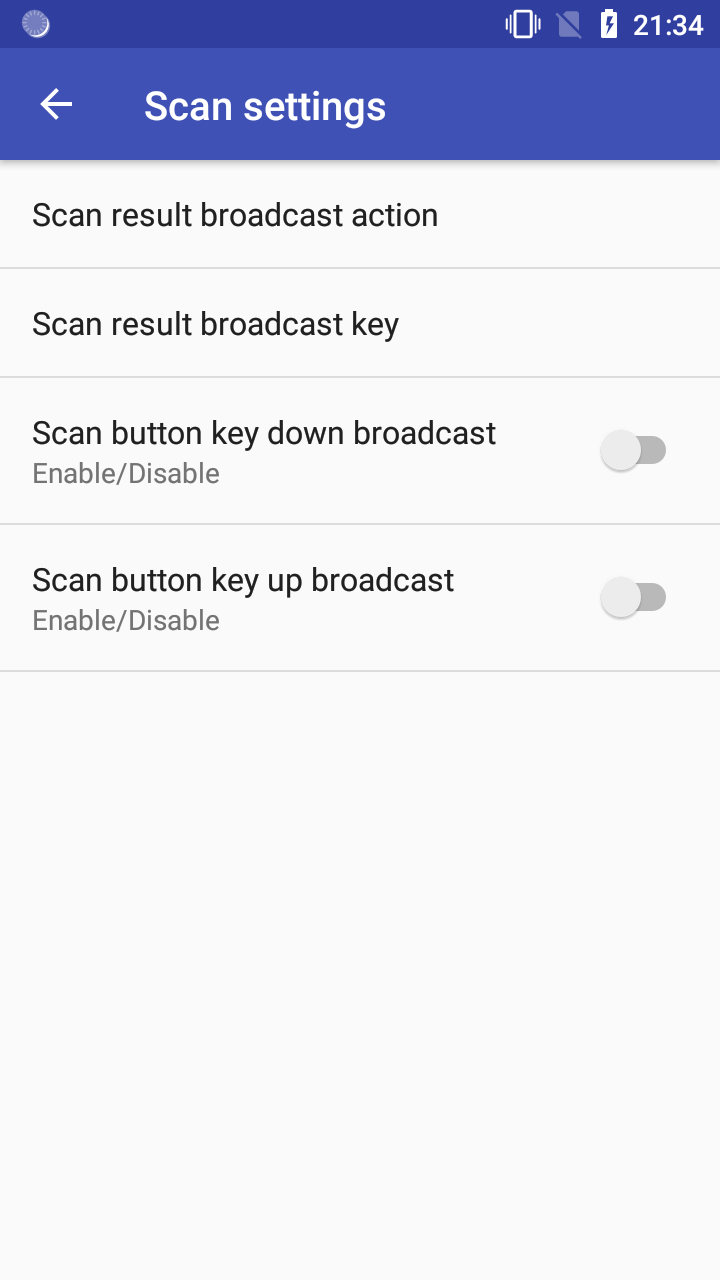 21:34
Scan settings
Scan result broadcast action
Scan result broadcast key
Scan button key down broadcast
Enable/Disable
Scan button key up broadcast
Enable/Disable